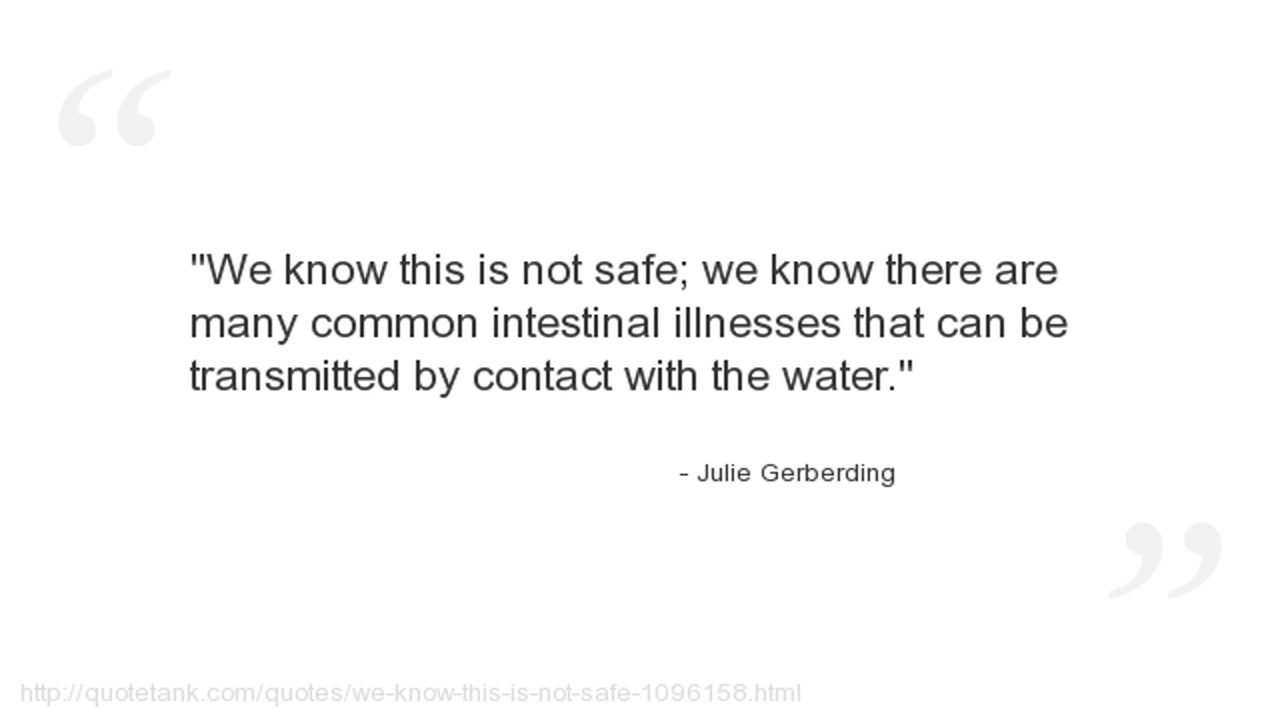 "We know this is not safe; we know there are
many common intestinal illnesses that can be
transmitted by contact with the water."
- Julie Gerberding
http://quotetank.com/quotes/we-know-this-is-not-safe-1096158.html